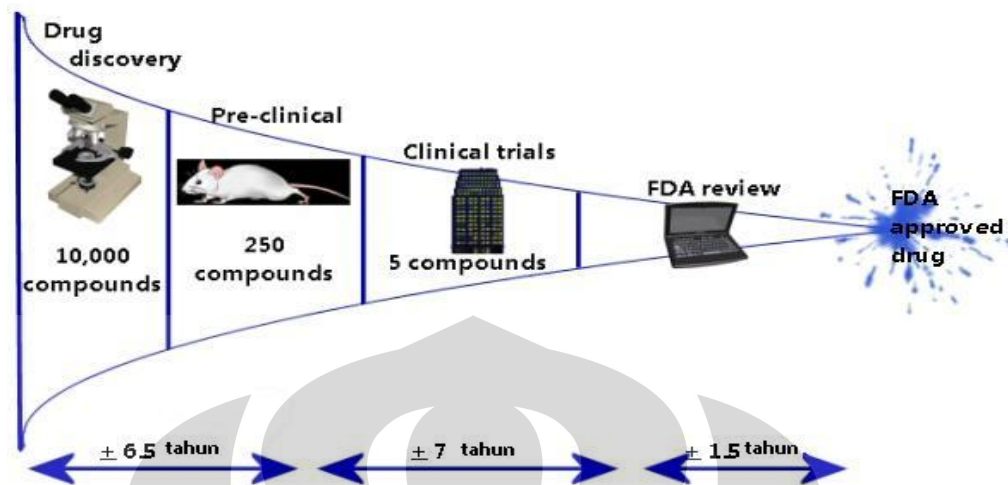 Drug
discovery
Pre-clinical
Clinical trials
FDA review
10,000
compounds
250
compounds
5 compounds
FDA
approved
drug
± 6.5 tahun
± 7 tahun
± 1.5 tahun